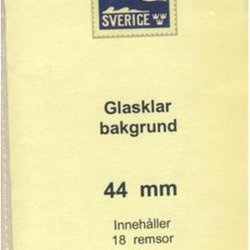 SVERIGE
Glasklar
bakgrund
44 mm
Innehåller
18 remsor